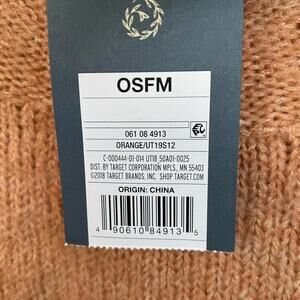 OSFM
061 08 4913
ORANGE/UT19S12
C-000444-01-014 UT18_5DA01-0025
DIST. BY TARGET CORPORATION MPLS., MN 55403
©2018 TARGET BRANDS, INC. SHOP TARGET.COM
ORIGIN: CHINA
4 90610 84913 5